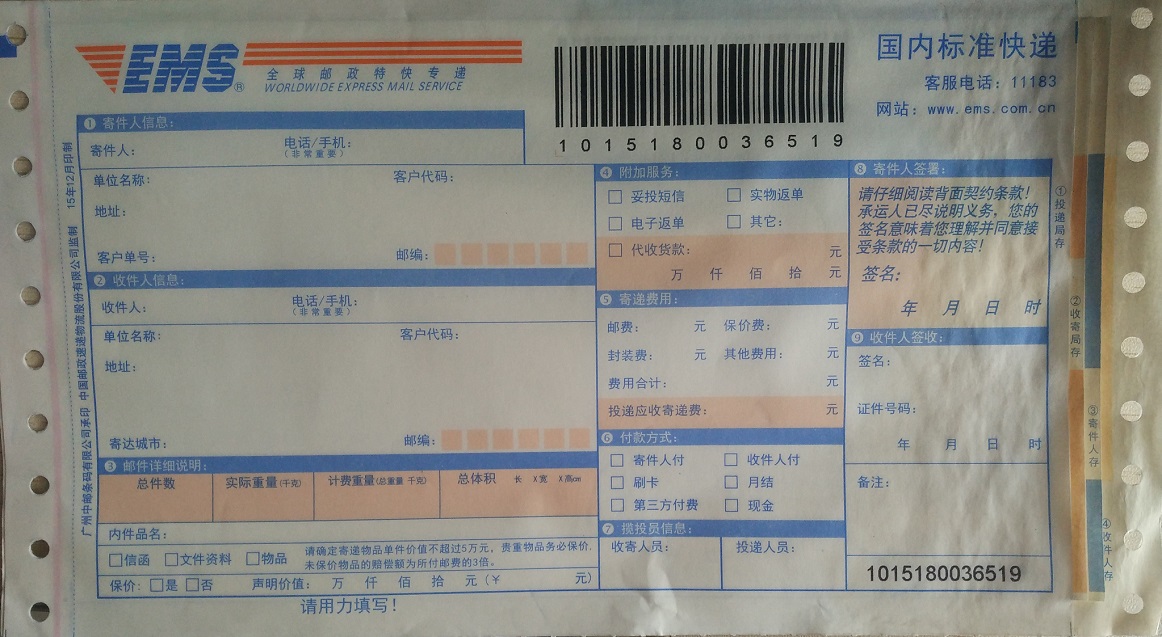 EMS®
全球邮政特快专递
WORLDWIDE EXPRESS MAIL SERVICE
1015180036519
国内标准快递
客服电话：11183
网站：www.ems.com.cn
① 寄件人信息：
寄件人： 电话/手机：
（非常重要）
单位名称： 客户代码：
地址：
客户单号： 邮编：
② 收件人信息：
收件人： 电话/手机：
（非常重要）
单位名称： 客户代码：
地址：
寄达城市： 邮编：
③ 邮件详细说明：
总件数 实际重量(千克) 计费重量(总重量 千克) 总体积 长 X宽 X高cm
内件品名：
□信函 □文件资料 □物品
请确定寄递物品单件价值不超过5万元，贵重物品务必保价，
未保价物品的赔偿额为所付邮费的3倍。
保价：□是 □否 声明价值： 万 仟 佰 拾 元（￥ 元）
请用力填写！
④ 附加服务：
□ 妥投短信 □ 实物返单
□ 电子返单 □ 其它：
□ 代收货款： 元
万 仟 佰 拾 元
⑤ 寄递费用：
邮费： 元 保价费： 元
封装费： 元 其他费用： 元
费用合计： 元
投递应收寄递费： 元
⑥ 付款方式：
□ 寄件人付 □ 收件人付
□ 刷卡 □ 月结
□ 第三方付费 □ 现金
⑦ 揽投员信息：
收寄人员： 投递人员：
⑧ 寄件人签署：
请仔细阅读背面契约条款！
承运人已尽说明义务，您的
签名意味着您理解并同意接
受条款的一切内容！
签名：
年 月 日 时
⑨ 收件人签收：
签名：
证件号码：
年 月 日 时
备注：
1015180036519
①投递局存
②收寄局存
③寄件人存
④收件人存
广州中邮条码有限公司承印 中国邮政速递物流股份有限公司监制 15年12月印制